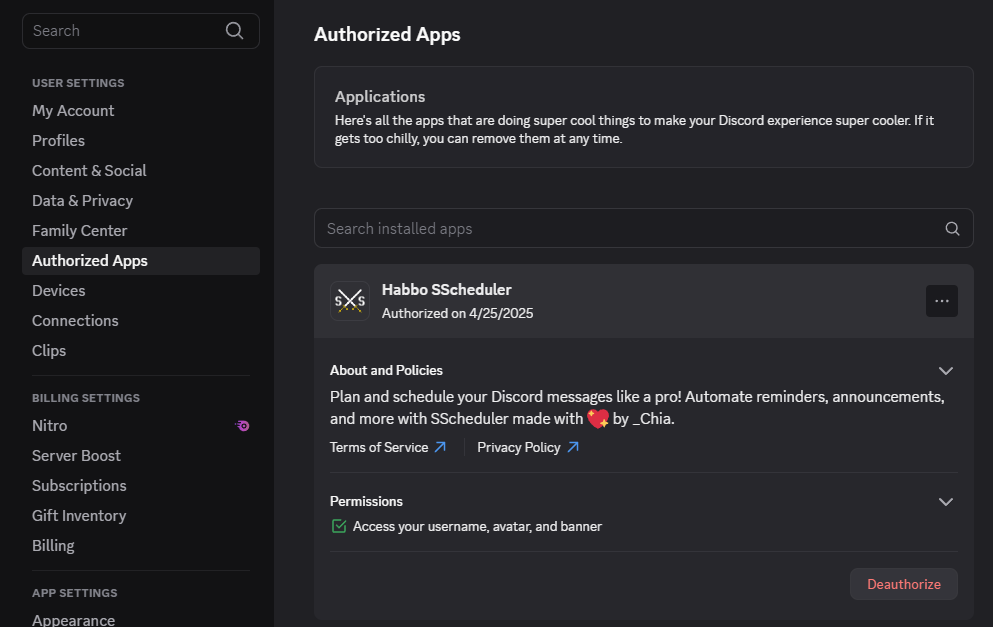 Search
USER SETTINGS
My Account
Profiles
Content & Social
Data & Privacy
Family Center
Authorized Apps
Devices
Connections
Clips
BILLING SETTINGS
Nitro
Server Boost
Subscriptions
Gift Inventory
Billing
APP SETTINGS
Appearance
Authorized Apps
Applications
Here's all the apps that are doing super cool things to make your Discord experience super cooler. If it
gets too chilly, you can remove them at any time.
Search installed apps
S S
Habbo SScheduler
Authorized on 4/25/2025
About and Policies
Plan and schedule your Discord messages like a pro! Automate reminders, announcements,
and more with SScheduler made with 💖 by _Chia.
Terms of Service
Privacy Policy
Permissions
Access your username, avatar, and banner
Deauthorize